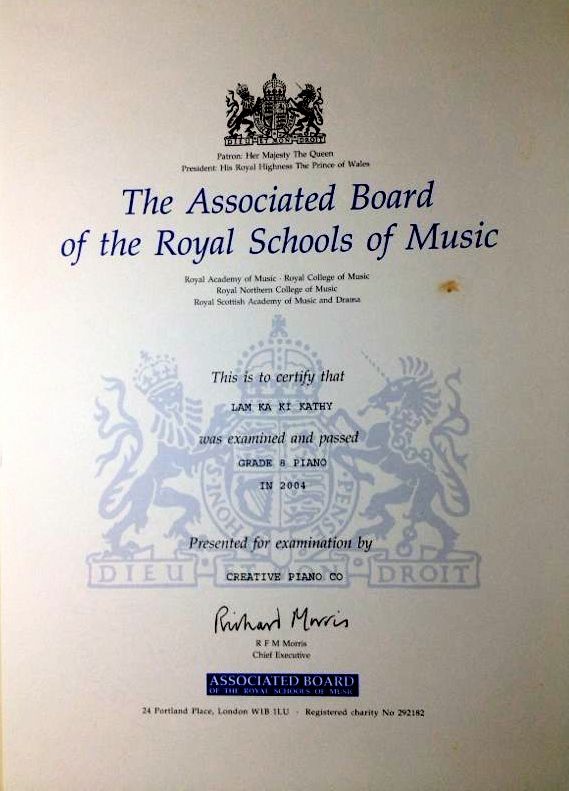 DIEU ET MON DROIT
Patron: Her Majesty The Queen
President: His Royal Highness The Prince of Wales
The Associated Board
of the Royal Schools of Music
Royal Academy of Music · Royal College of Music
Royal Northern College of Music
Royal Scottish Academy of Music and Drama
This is to certify that
LAM KA KI KATHY
was examined and passed
GRADE 8 PIANO
IN 2004
HONI PENSE
Presented for examination by
DIEU ET MON DROIT
CREATIVE PIANO CO
Richard Morris
R F M Morris
Chief Executive
ASSOCIATED BOARD
OF THE ROYAL SCHOOLS OF MUSIC
24 Portland Place, London W1B 1LU · Registered charity No 292182